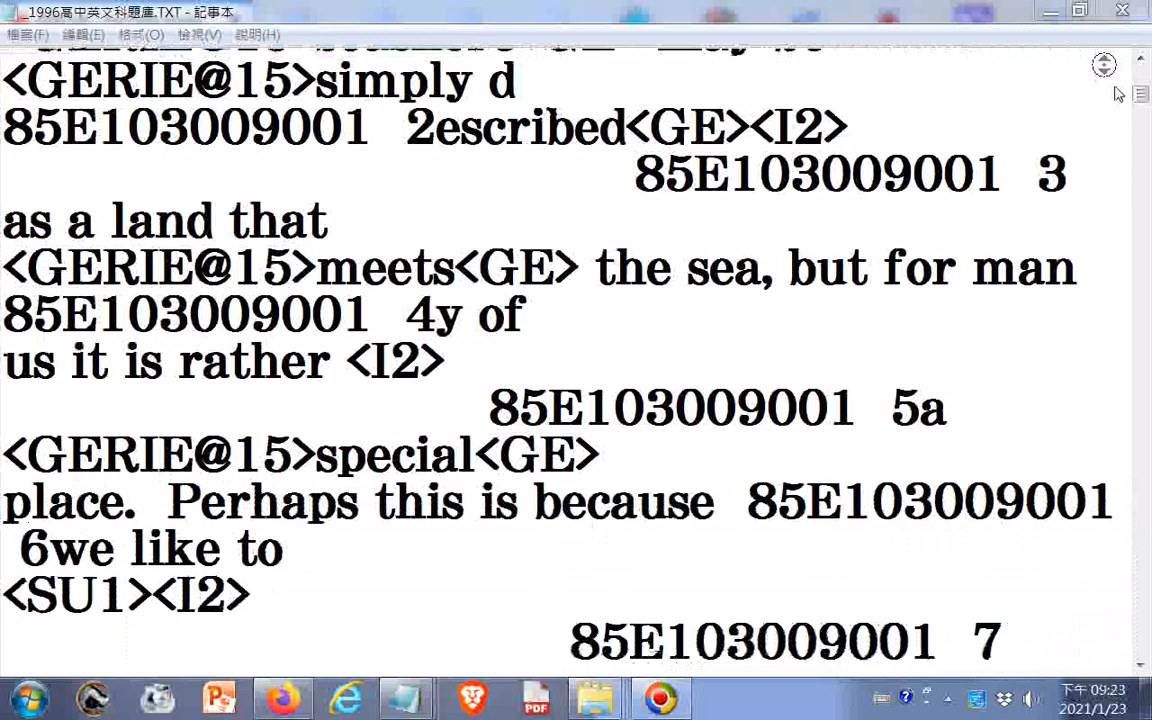 _1996高中英文科題庫.TXT - 記事本
檔案(F) 編輯(E) 格式(O) 檢視(V) 說明(H)
<GERIE@15>simply d
85E103009001 2escribed<GE><I2>
85E103009001 3
as a land that
<GERIE@15>meets<GE> the sea, but for man
85E103009001 4y of
us it is rather <I2>
85E103009001 5a
<GERIE@15>special<GE>
place. Perhaps this is because 85E103009001
6we like to
<SU1><I2>
85E103009001 7
PDF
下午 09:23
2021/1/23